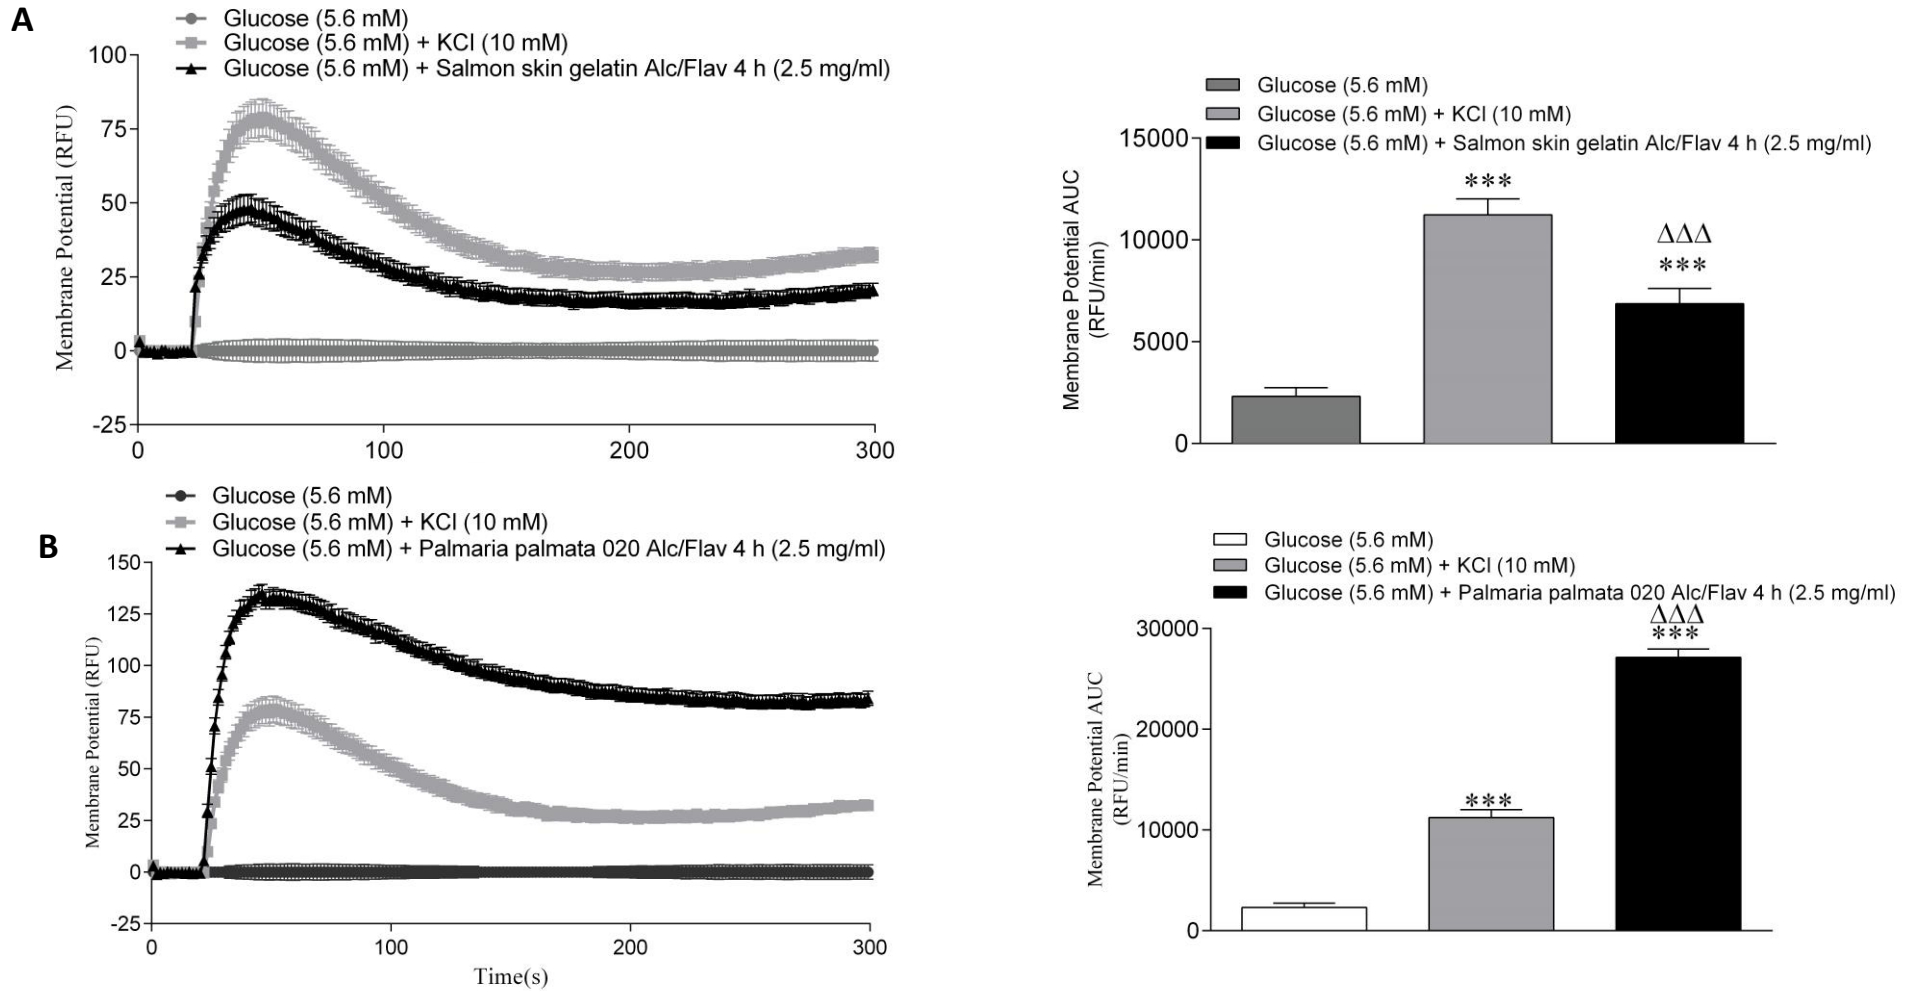 A
Glucose (5.6 mM)
Glucose (5.6 mM) + KCl (10 mM)
Glucose (5.6 mM) + Salmon skin gelatin Alc/Flav 4 h (2.5 mg/ml)
Membrane Potential (RFU)
100
75
50
25
0
-25
0 100 200 300
Glucose (5.6 mM)
Glucose (5.6 mM) + KCl (10 mM)
Glucose (5.6 mM) + Salmon skin gelatin Alc/Flav 4 h (2.5 mg/ml)
Membrane Potential AUC
(RFU/min)
15000
10000
5000
0
***
ΔΔΔ
***
B
Glucose (5.6 mM)
Glucose (5.6 mM) + KCl (10 mM)
Glucose (5.6 mM) + Palmaria palmata 020 Alc/Flav 4 h (2.5 mg/ml)
Membrane Potential (RFU)
150
125
100
75
50
25
0
-25
0 100 200 300
Time(s)
Glucose (5.6 mM)
Glucose (5.6 mM) + KCl (10 mM)
Glucose (5.6 mM) + Palmaria palmata 020 Alc/Flav 4 h (2.5 mg/ml)
Membrane Potential AUC
(RFU/min)
30000
20000
10000
0
***
ΔΔΔ
***